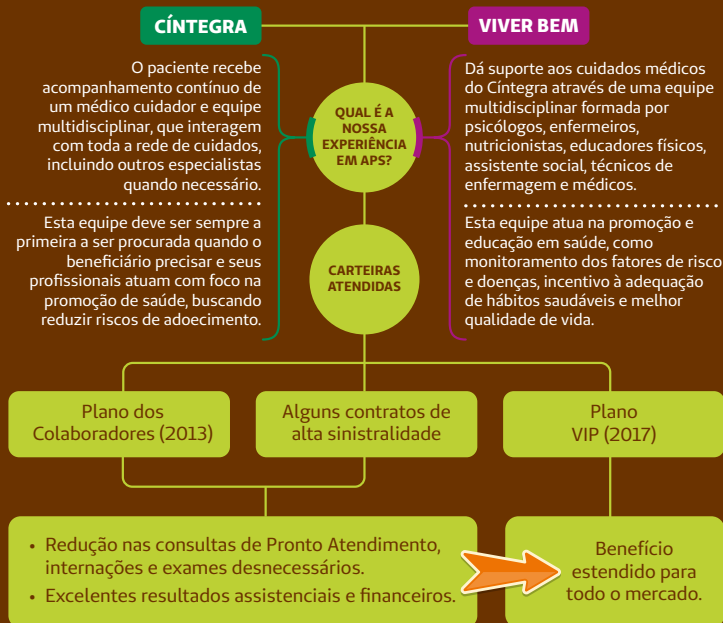 CÍNTEGRA
O paciente recebe
acompanhamento contínuo de
um médico cuidador e equipe
multidisciplinar, que interagem
com toda a rede de cuidados,
incluindo outros especialistas
quando necessário.
Esta equipe deve ser sempre a
primeira a ser procurada quando o
beneficiário precisar e seus
profissionais atuam com foco na
promoção de saúde, buscando
reduzir riscos de adoecimento.
QUAL É A
NOSSA
EXPERIÊNCIA
EM APS?
CARTEIRAS
ATENDIDAS
VIVER BEM
Dá suporte aos cuidados médicos
do Cíntegra através de uma equipe
multidisciplinar formada por
psicólogos, enfermeiros,
nutricionistas, educadores físicos,
assistente social, técnicos de
enfermagem e médicos.
Esta equipe atua na promoção e
educação em saúde, como
monitoramento dos fatores de risco
e doenças, incentivo à adequação
de hábitos saudáveis e melhor
qualidade de vida.
Plano dos
Colaboradores (2013)
Alguns contratos de
alta sinistralidade
Plano
VIP (2017)
• Redução nas consultas de Pronto Atendimento,
internações e exames desnecessários.
• Excelentes resultados assistenciais e financeiros.
Benefício
estendido para
todo o mercado.